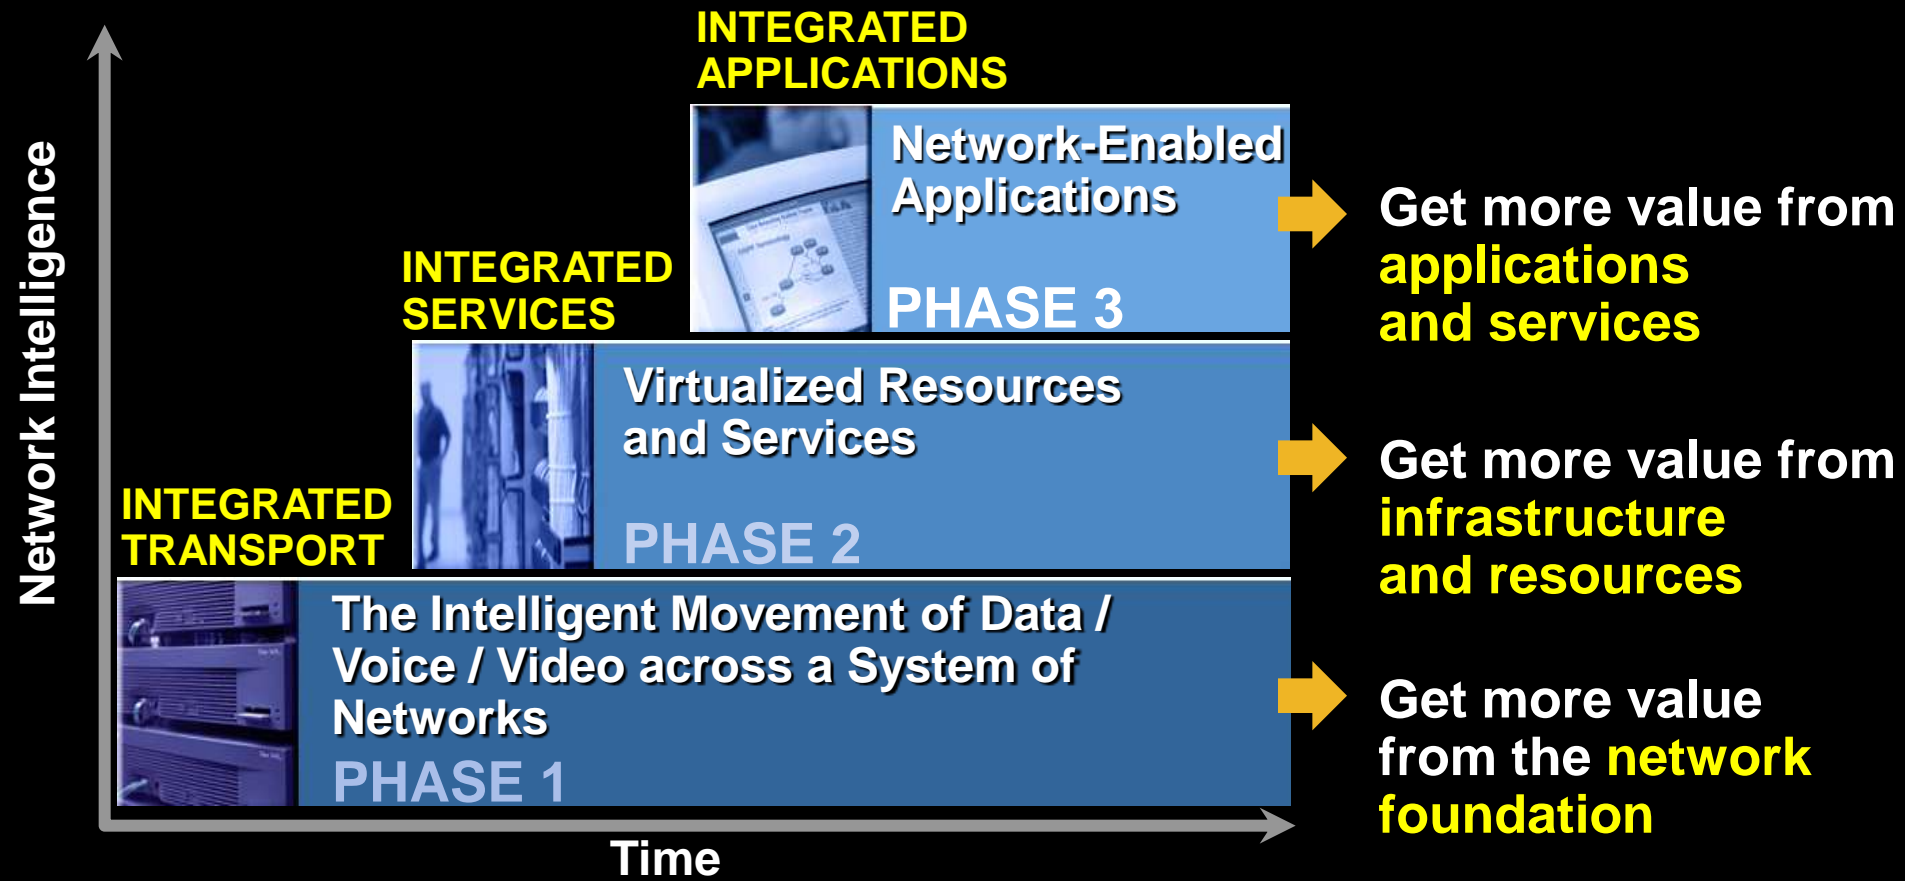 INTEGRATED
APPLICATIONS
Network-Enabled
Applications
PHASE 3
Get more value from
applications
and services
INTEGRATED
SERVICES
Virtualized Resources
and Services
PHASE 2
Get more value from
infrastructure
and resources
INTEGRATED
TRANSPORT
The Intelligent Movement of Data /
Voice / Video across a System of
Networks
PHASE 1
Get more value
from the network
foundation
Network Intelligence
Time